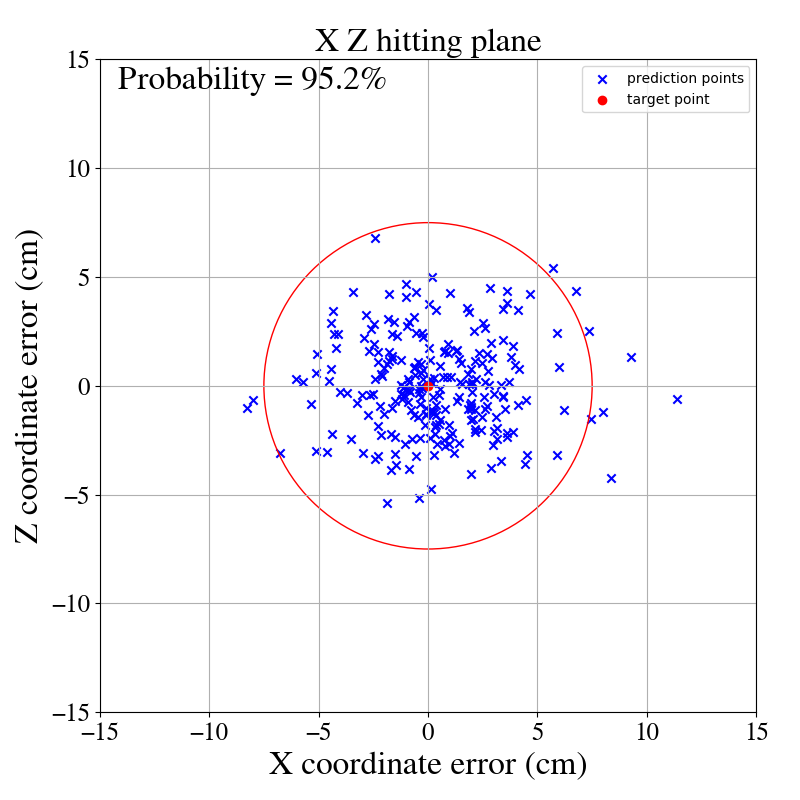 X Z hitting plane
Probability = 95.2%
prediction points
target point
Z coordinate error (cm)
15
10
5
0
−5
−10
−15
−15
−10
−5
0
5
10
15
X coordinate error (cm)